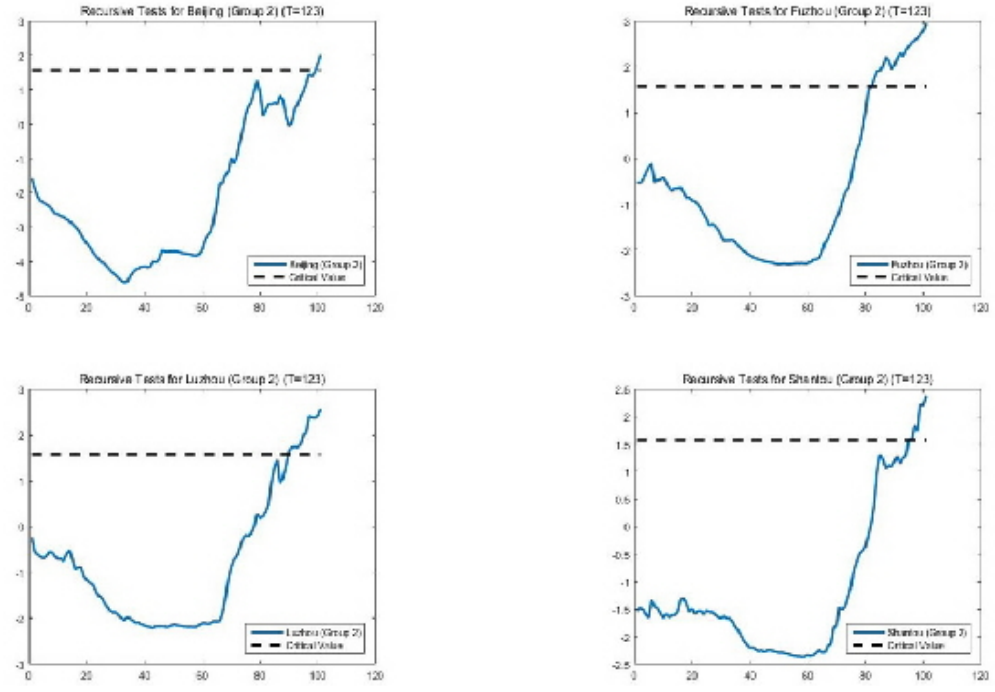 Recursive Tests for Beijing (Group 2) (T=123)
3
2
1
0
-1
-2
-3
-4
-5
Beijing (Group 2)
Critical Value
0 20 40 60 80 100 120
Recursive Tests for Fuzhou (Group 2) (T=123)
3
2
1
0
-1
-2
-3
Fuzhou (Group 2)
Critical Value
0 20 40 60 80 100 120
Recursive Tests for Luzhou (Group 2) (T=123)
3
2
1
0
-1
-2
-3
Luzhou (Group 2)
Critical Value
0 20 40 60 80 100 120
Recursive Tests for Shantou (Group 2) (T=123)
2.5
2
1.5
1
0.5
0
-0.5
-1
-1.5
-2
-2.5
Shantou (Group 2)
Critical Value
0 20 40 60 80 100 120